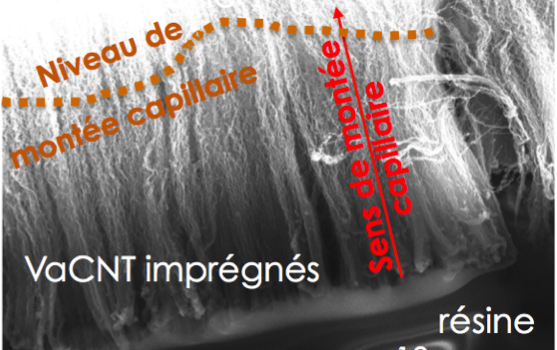 Niveau de
montée capillaire
Sens de montée
capillaire
VaCNT imprégnés
résine